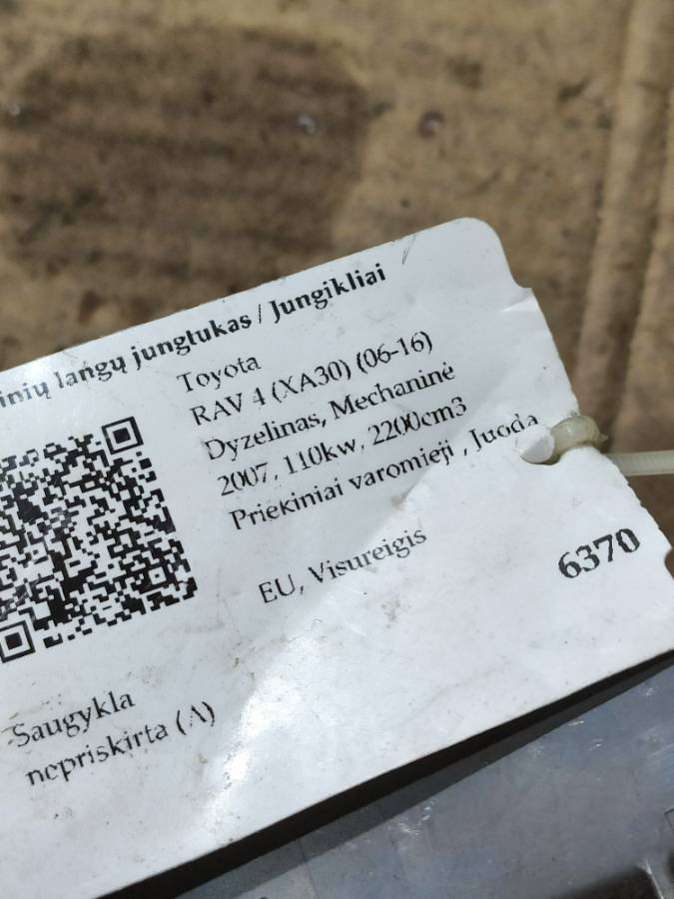 langų jungtukas / Jungikliai
Toyota
RAV 4 (XA30) (06-16)
Dyzelinas, Mechaninė
2007, 110kw, 2200cm3
Priekiniai varomieji , Juoda
EU, Visureigis
6370
Saugykla
nepriskirta (A)